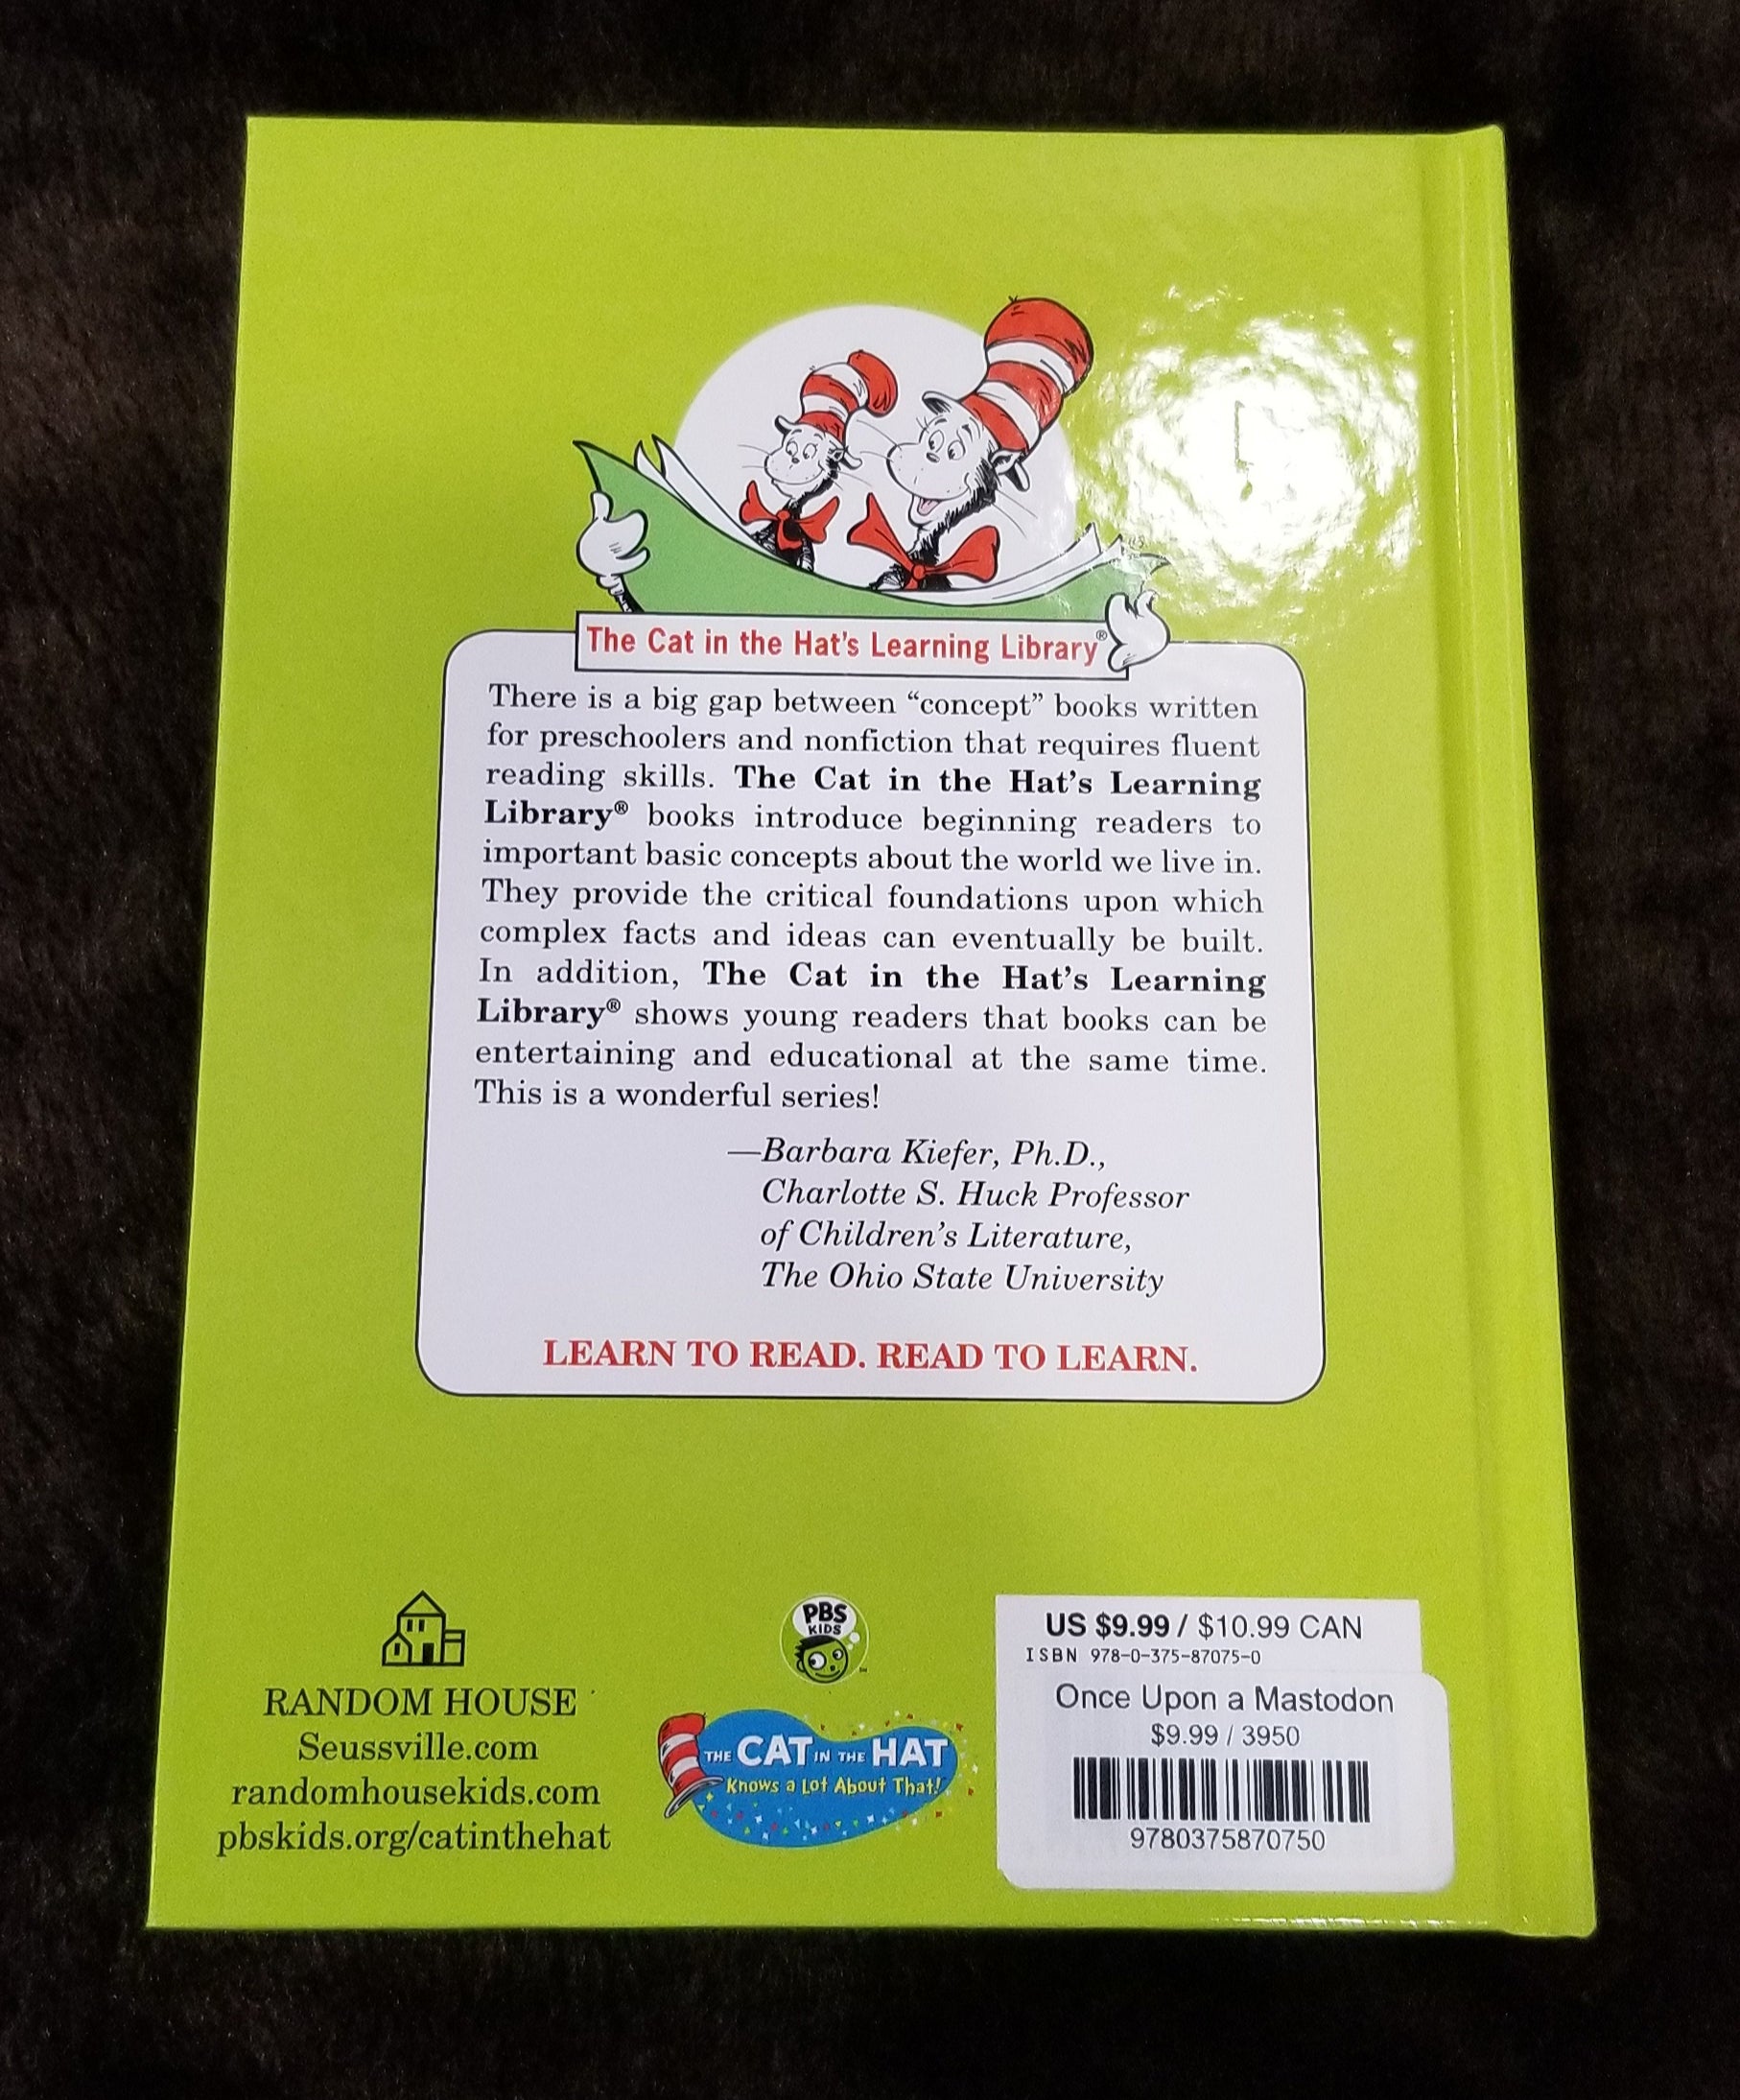 The Cat in the Hat's Learning Library®
There is a big gap between “concept” books written
for preschoolers and nonfiction that requires fluent
reading skills. The Cat in the Hat's Learning
Library® books introduce beginning readers to
important basic concepts about the world we live in.
They provide the critical foundations upon which
complex facts and ideas can eventually be built.
In addition, The Cat in the Hat's Learning
Library® shows young readers that books can be
entertaining and educational at the same time.
This is a wonderful series!
—Barbara Kiefer, Ph.D.,
Charlotte S. Huck Professor
of Children's Literature,
The Ohio State University
LEARN TO READ. READ TO LEARN.
RANDOM HOUSE
Seussville.com
randomhousekids.com
pbskids.org/catinthehat
PBS
KIDS
THE CAT IN THE HAT
Knows a Lot About That!
US $9.99 / $10.99 CAN
ISBN 978-0-375-87075-0
Once Upon a Mastodon
$9.99 / 3950
9780375870750